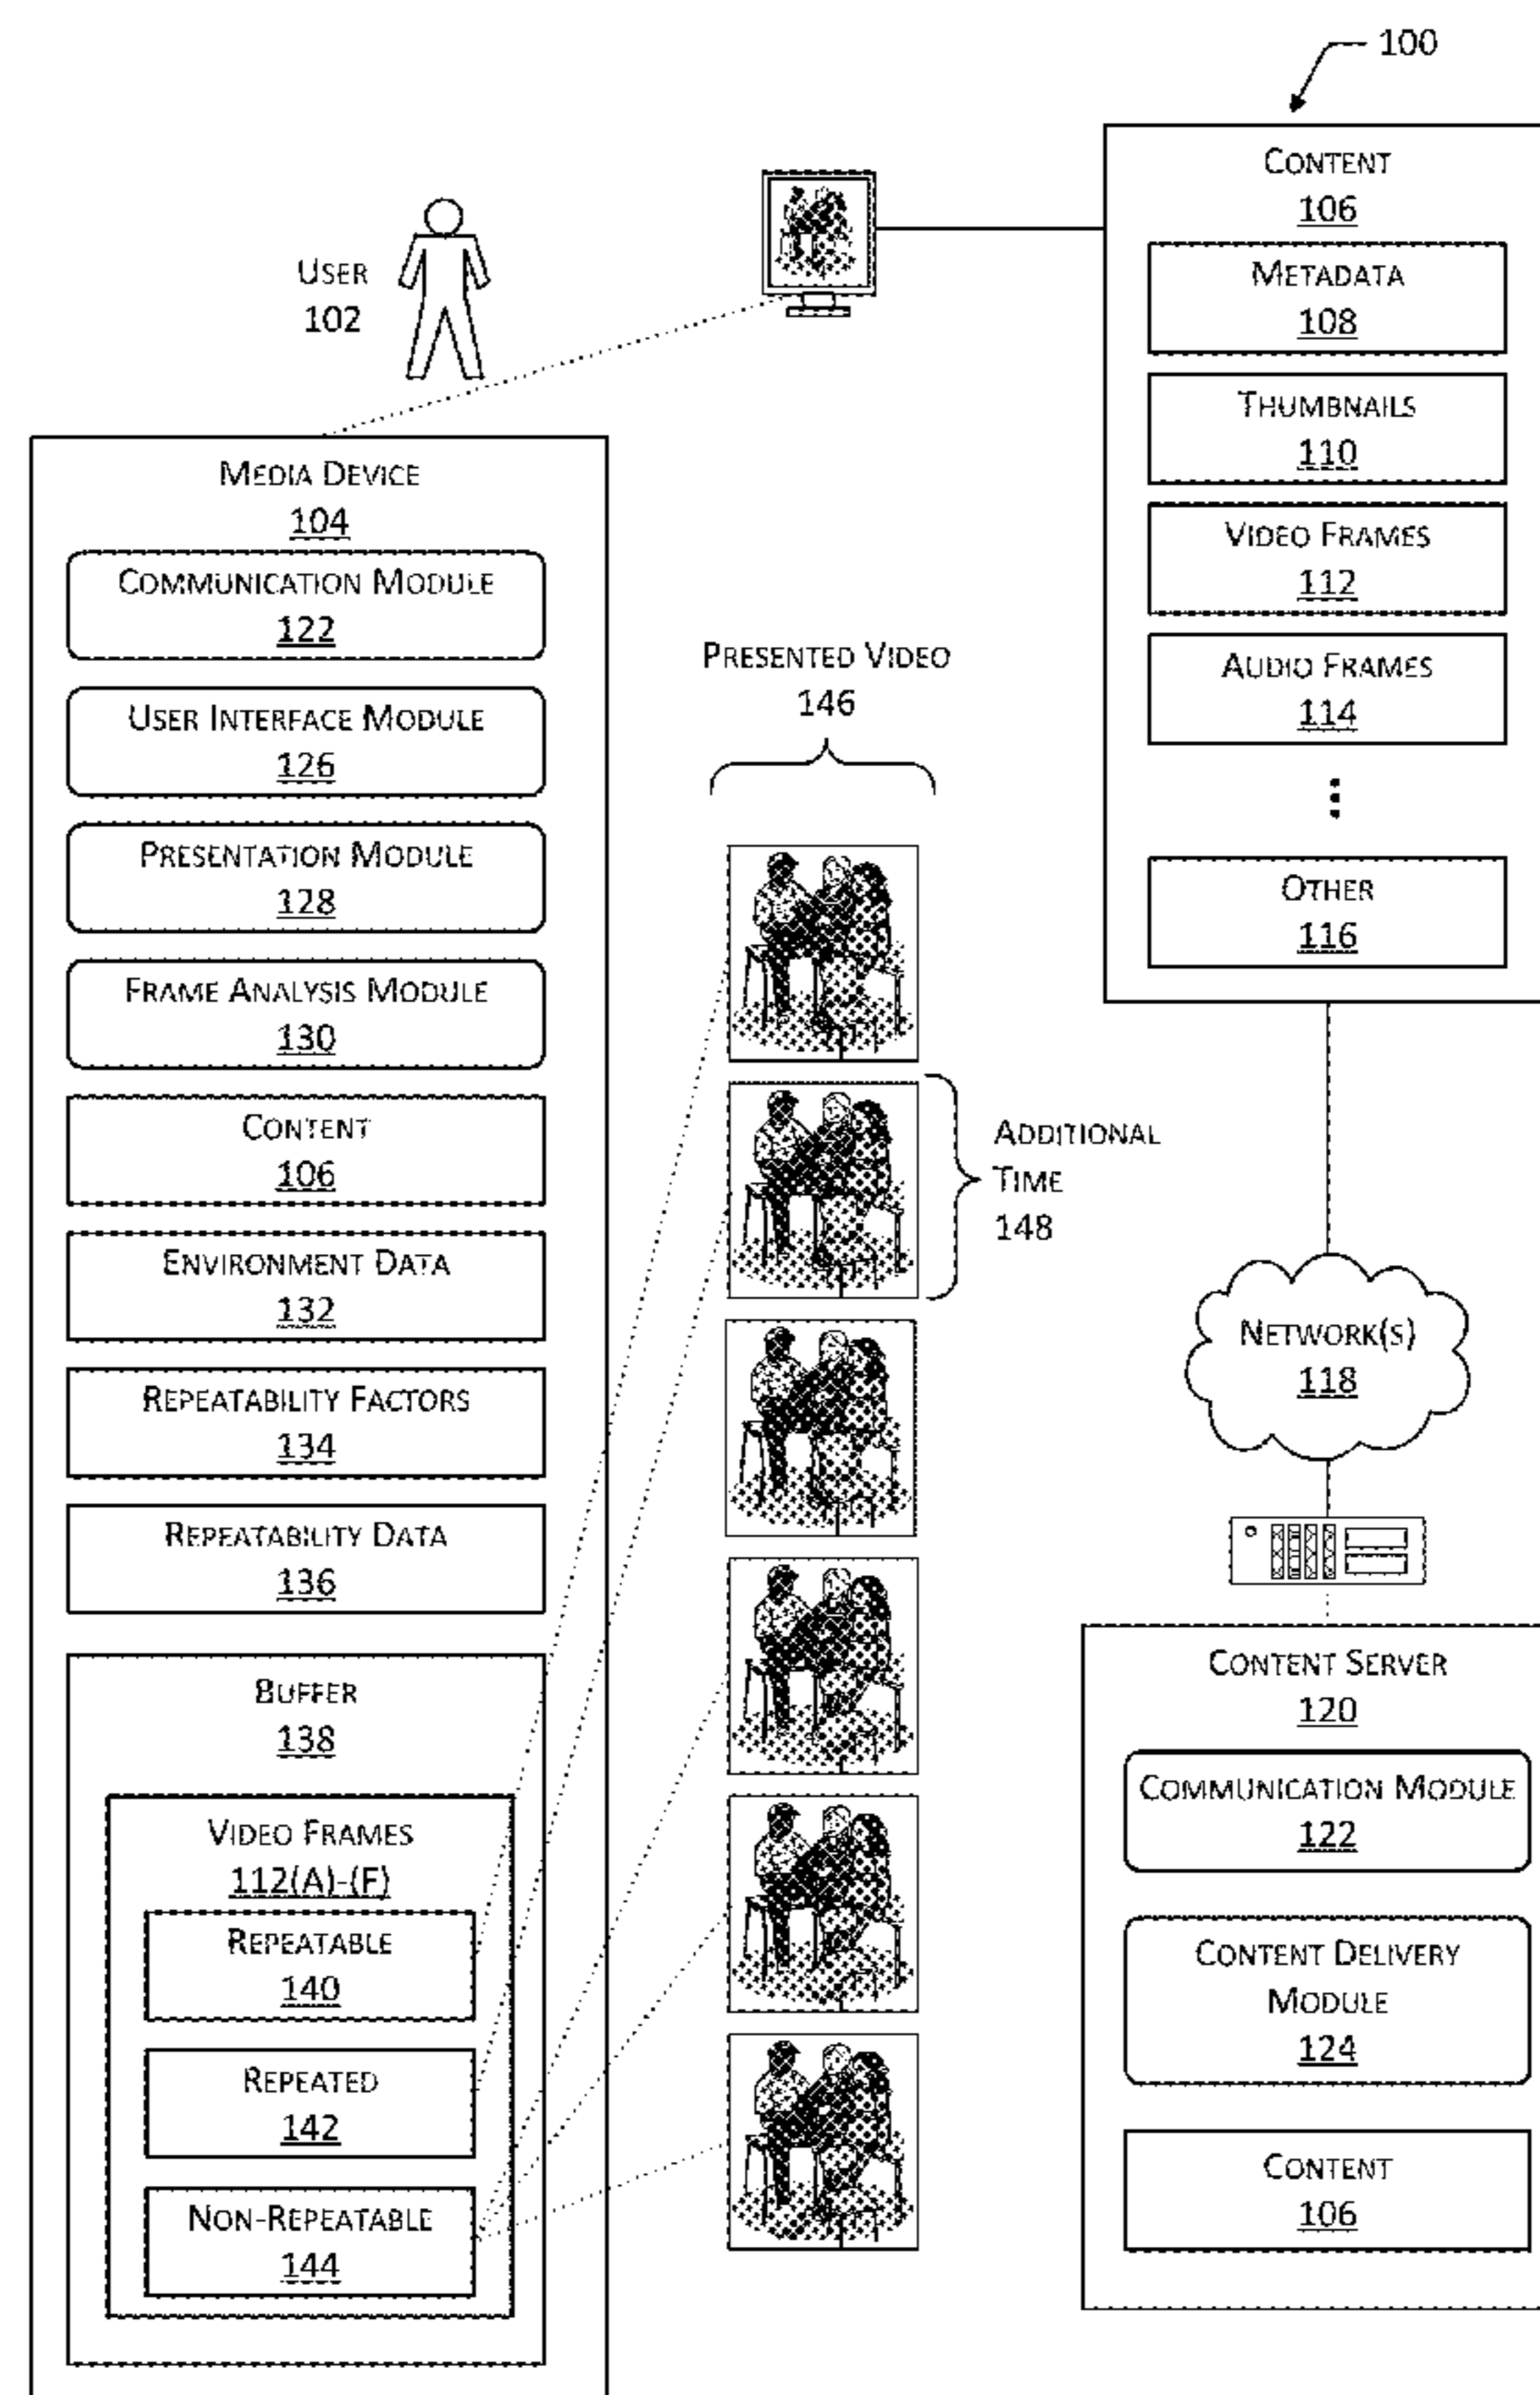 100
USER
102
MEDIA DEVICE
104
COMMUNICATION MODULE
122
USER INTERFACE MODULE
126
PRESENTATION MODULE
128
FRAME ANALYSIS MODULE
130
CONTENT
106
ENVIRONMENT DATA
132
REPEATABILITY FACTORS
134
REPEATABILITY DATA
136
BUFFER
138
VIDEO FRAMES
112(A)-(F)
REPEATABLE
140
REPEATED
142
NON-REPEATABLE
144
PRESENTED VIDEO
146
ADDITIONAL
TIME
148
CONTENT
106
METADATA
108
THUMBNAILS
110
VIDEO FRAMES
112
AUDIO FRAMES
114
OTHER
116
NETWORK(S)
118
CONTENT SERVER
120
COMMUNICATION MODULE
122
CONTENT DELIVERY
MODULE
124
CONTENT
106